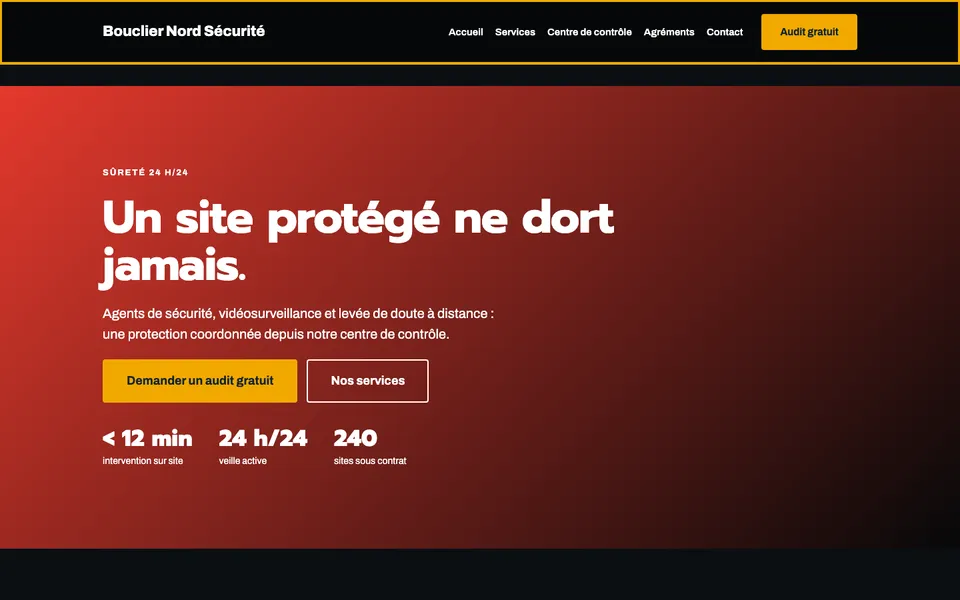 Bouclier Nord Sécurité
Accueil
Services
Centre de contrôle
Agréments
Contact
Audit gratuit
SÛRETÉ 24 H/24
Un site protégé ne dort
jamais.
Agents de sécurité, vidéosurveillance et levée de doute à distance :
une protection coordonnée depuis notre centre de contrôle.
Demander un audit gratuit
Nos services
< 12 min
intervention sur site
24 h/24
veille active
240
sites sous contrat